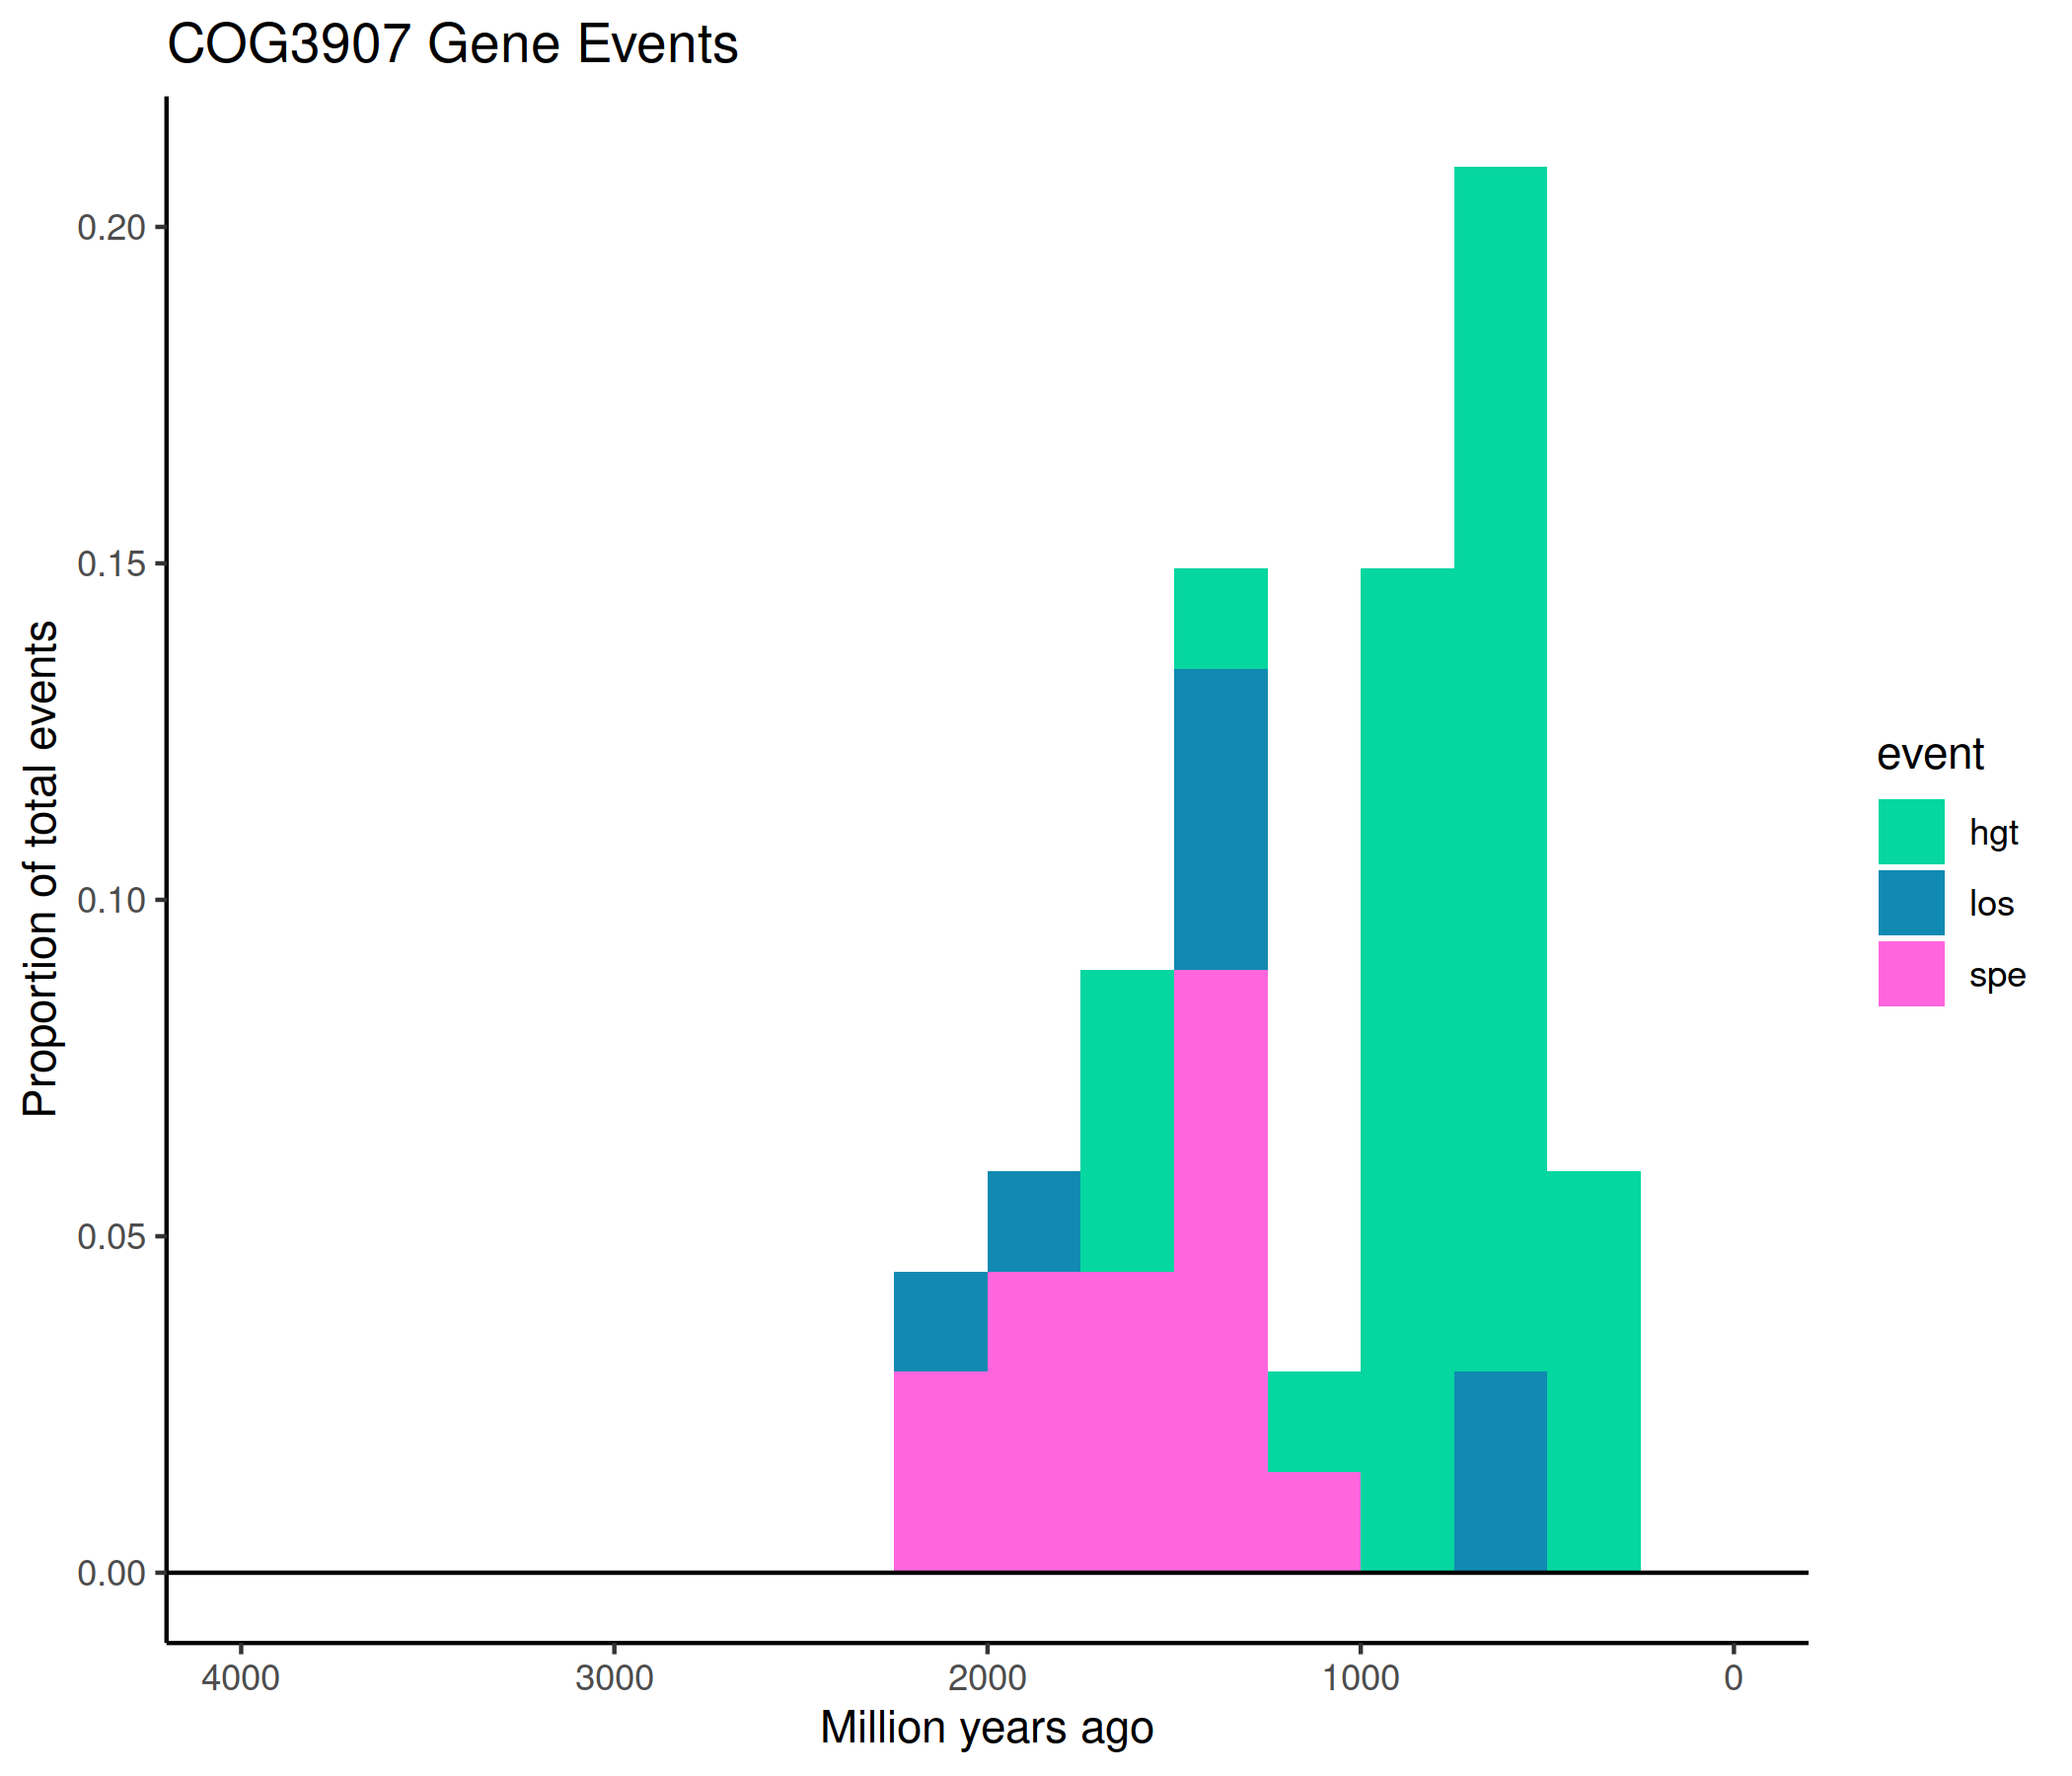 COG3907 Gene Events
0.20
0.15
0.10
0.05
0.00
Proportion of total events
4000 3000 2000 1000 0
Million years ago
event
hgt
los
spe